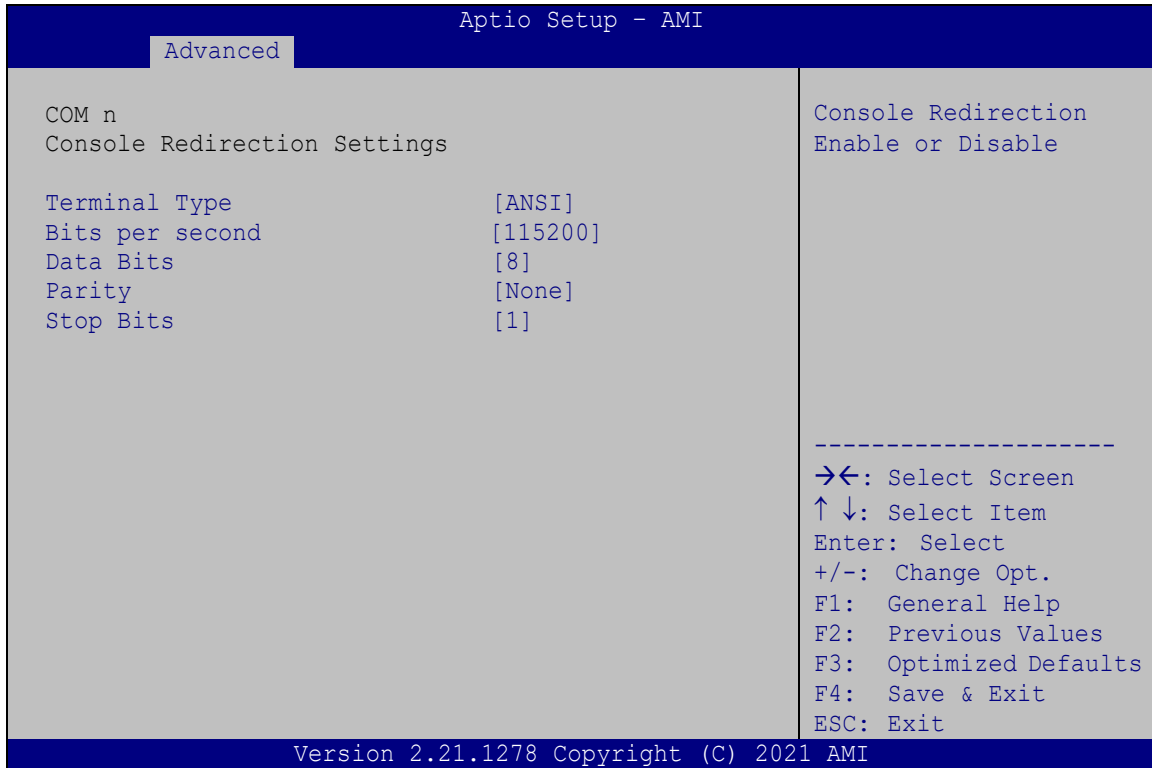 Aptio Setup – AMI
Advanced
COM n
Console Redirection Settings
Terminal Type [ANSI]
Bits per second [115200]
Data Bits [8]
Parity [None]
Stop Bits [1]
Console Redirection
Enable or Disable
---------------------
→←: Select Screen
↑ ↓: Select Item
Enter: Select
+/-: Change Opt.
F1: General Help
F2: Previous Values
F3: Optimized Defaults
F4: Save & Exit
ESC: Exit
Version 2.21.1278 Copyright (C) 2021 AMI